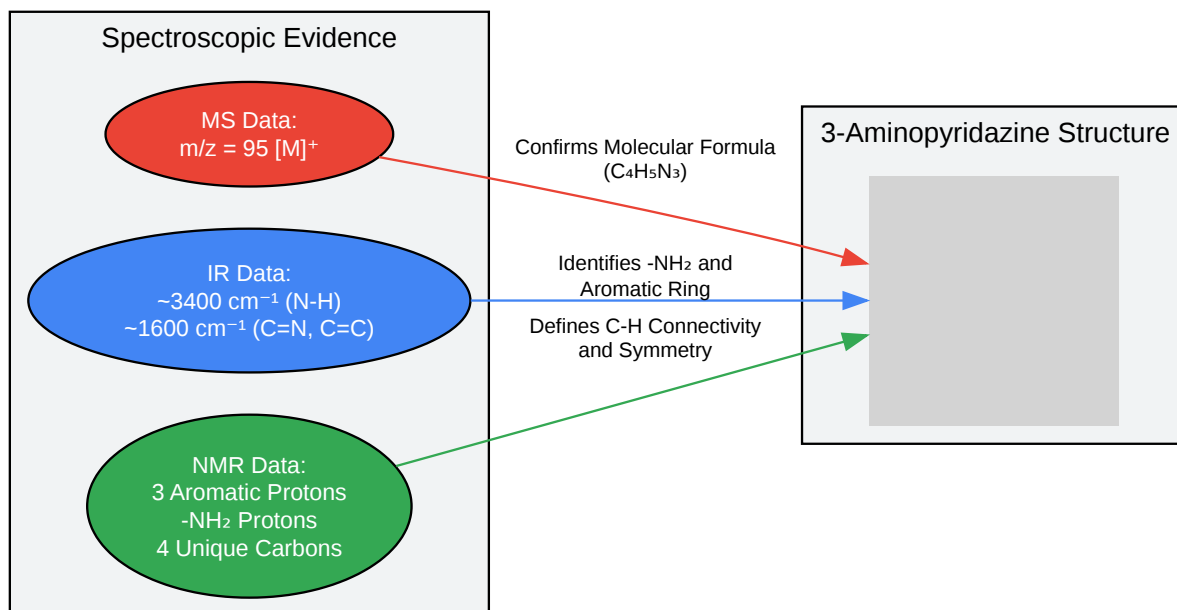 Spectroscopic Evidence
MS Data:
m/z = 95 [M]⁺
IR Data:
~3400 cm⁻¹ (N-H)
~1600 cm⁻¹ (C=N, C=C)
NMR Data:
3 Aromatic Protons
-NH₂ Protons
4 Unique Carbons
Confirms Molecular Formula
(C₄H₅N₃)
Identifies -NH₂ and
Aromatic Ring
Defines C-H Connectivity
and Symmetry
3-Aminopyridazine Structure